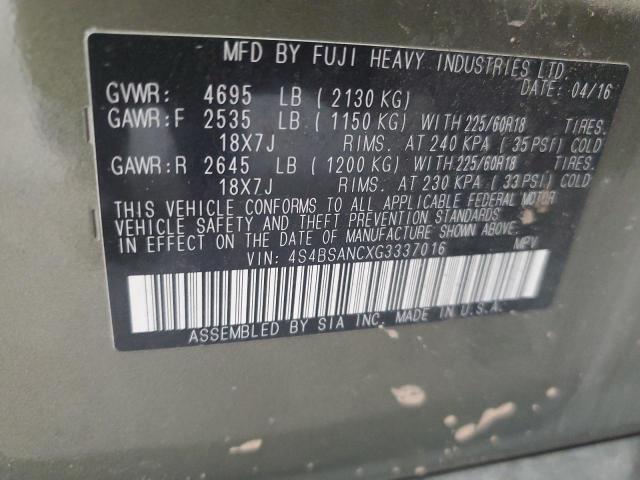 MFD BY FUJI HEAVY INDUSTRIES LTD.
DATE: 04/16
GVWR: 4695 LB ( 2130 KG)
GAWR:F 2535 LB ( 1150 KG) WITH 225/60R18 TIRES.
18X7J RIMS. AT 240 KPA ( 35 PSI) COLD
GAWR:R 2645 LB ( 1200 KG) WITH 225/60R18 TIRES.
18X7J RIMS. AT 230 KPA ( 33 PSI) COLD
THIS VEHICLE CONFORMS TO ALL APPLICABLE FEDERAL MOTOR
VEHICLE SAFETY AND THEFT PREVENTION STANDARDS
IN EFFECT ON THE DATE OF MANUFACTURE SHOWN ABOVE.
VIN: 4S4BSANCXG3337016 MPV
ASSEMBLED BY SIA INC. MADE IN U.S.A.